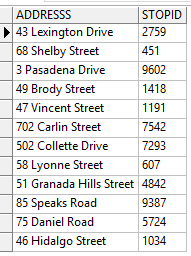 ADDRESSS STOPID
43 Lexington Drive 2759
68 Shelby Street 451
3 Pasadena Drive 9602
49 Brody Street 1418
47 Vincent Street 1191
702 Carlin Street 7542
502 Collette Drive 7293
58 Lyonne Street 607
51 Granada Hills Street 4842
85 Speaks Road 9387
75 Daniel Road 5724
46 Hidalgo Street 1034